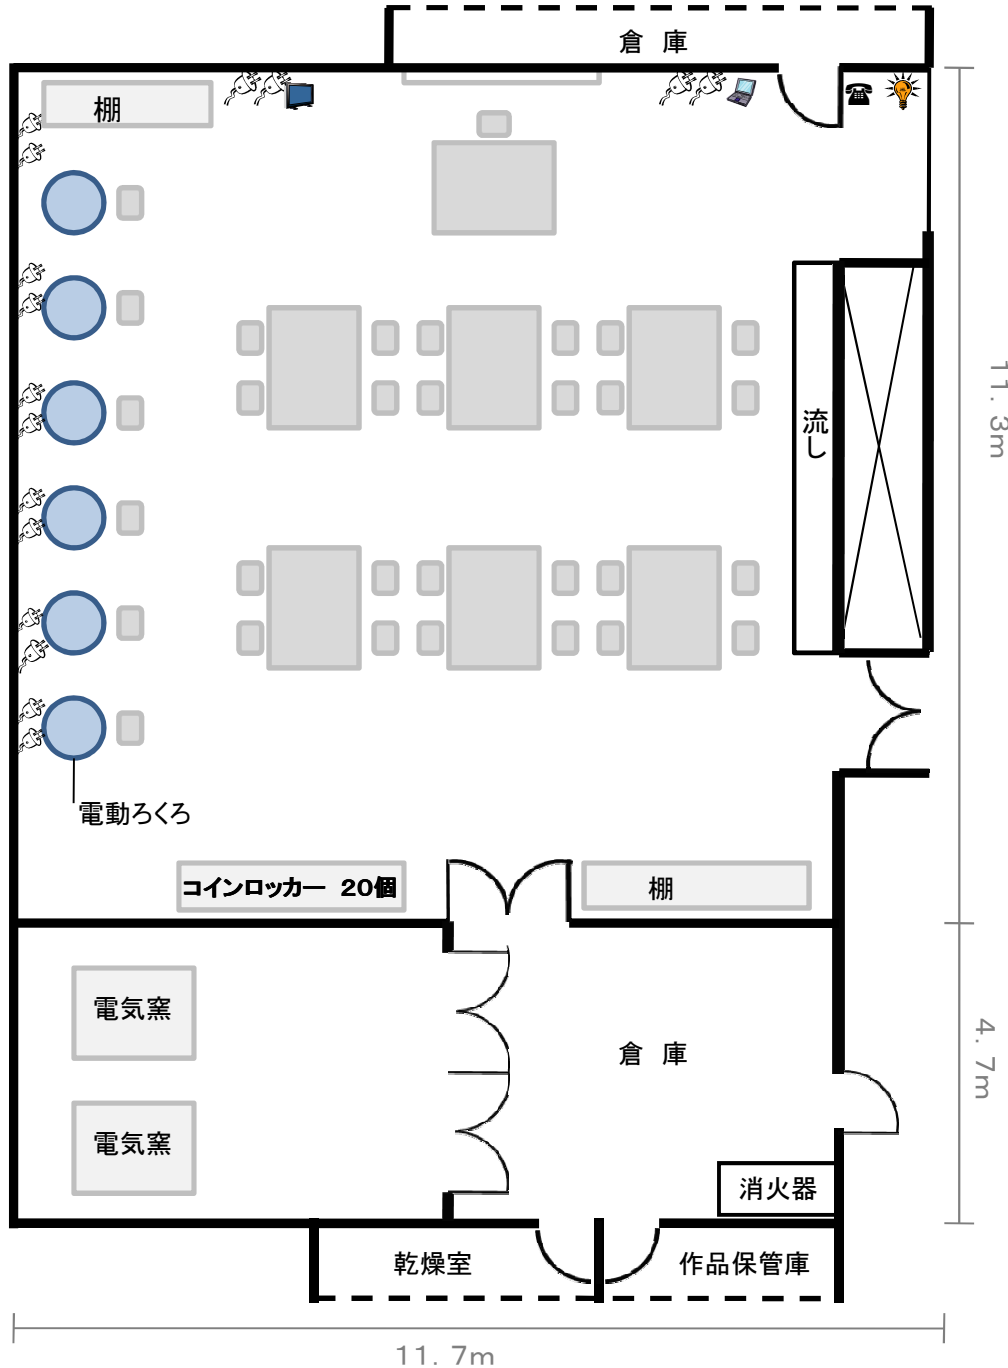 倉　庫
棚
流し
11. 3m
電動ろくろ
コインロッカー　20個
棚
電気窯
倉　庫
4. 7m
電気窯
消火器
乾燥室
作品保管庫
11. 7m